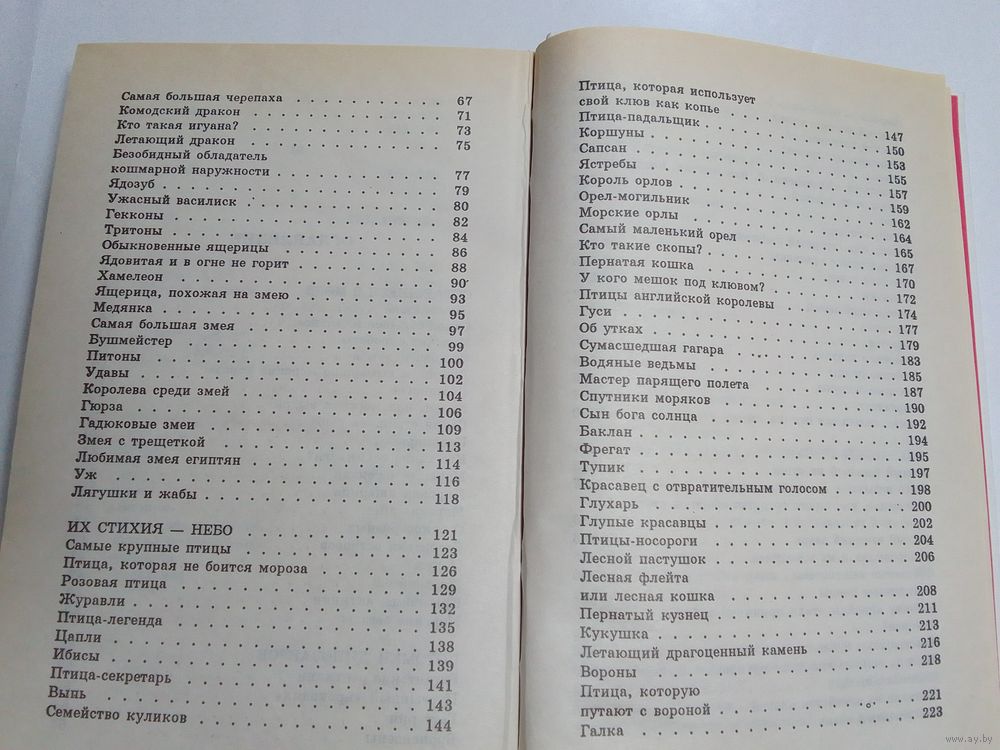 Самая большая черепаха . . . . . . . . . . . 67
Комодский дракон . . . . . . . . . . . 71
Кто такая игуана? . . . . . . . . . . . 73
Летающий дракон . . . . . . . . . . . 75
Безобидный обладатель
кошмарной наружности . . . . . . . . . . . 77
Ядозуб . . . . . . . . . . . 79
Ужасный василиск . . . . . . . . . . . 80
Гекконы . . . . . . . . . . . 82
Тритоны . . . . . . . . . . . 84
Обыкновенные ящерицы . . . . . . . . . . . 86
Ядовитая и в огне не горит . . . . . . . . . . . 88
Хамелеон . . . . . . . . . . . 90
Ящерица, похожая на змею . . . . . . . . . . . 93
Медянка . . . . . . . . . . . 95
Самая большая змея . . . . . . . . . . . 97
Бушмейстер . . . . . . . . . . . 99
Питоны . . . . . . . . . . . 100
Удавы . . . . . . . . . . . 102
Королева среди змей . . . . . . . . . . . 104
Гюрза . . . . . . . . . . . 106
Гадюковые змеи . . . . . . . . . . . 109
Змея с трещеткой . . . . . . . . . . . 113
Любимая змея египтян . . . . . . . . . . . 114
Уж . . . . . . . . . . . 116
Лягушки и жабы . . . . . . . . . . . 118
ИХ СТИХИЯ — НЕБО . . . . . . . . . . . 121
Самые крупные птицы . . . . . . . . . . . 123
Птица, которая не боится мороза . . . . . . . 126
Розовая птица . . . . . . . . . . . 129
Журавли . . . . . . . . . . . 132
Птица-легенда . . . . . . . . . . . 135
Цапли . . . . . . . . . . . 138
Ибисы . . . . . . . . . . . 139
Птица-секретарь . . . . . . . . . . . 141
Выпь . . . . . . . . . . . 143
Семейство куликов . . . . . . . . . . . 144
Птица, которая использует
свой клюв как копье . . . . . . . . . . . 147
Птица-падальщик . . . . . . . . . . . 150
Коршуны . . . . . . . . . . . 153
Сапсан . . . . . . . . . . . 155
Ястребы . . . . . . . . . . . 157
Король орлов . . . . . . . . . . . 159
Орел-могильник . . . . . . . . . . . 162
Морские орлы . . . . . . . . . . . 164
Самый маленький орел . . . . . . . . . . . 165
Кто такие скопы? . . . . . . . . . . . 167
Пернатая кошка . . . . . . . . . . . 170
У кого мешок под клювом? . . . . . . . . . . . 172
Птицы английской королевы . . . . . . . . . . . 174
Гуси . . . . . . . . . . . 177
Об утках . . . . . . . . . . . 179
Сумасшедшая гагара . . . . . . . . . . . 183
Водяные ведьмы . . . . . . . . . . . 185
Мастер парящего полета . . . . . . . . . . . 187
Спутники моряков . . . . . . . . . . . 190
Сын бога солнца . . . . . . . . . . . 192
Баклан . . . . . . . . . . . 194
Фрегат . . . . . . . . . . . 195
Тупик . . . . . . . . . . . 197
Красавец с отвратительным голосом . . . . . . 198
Глухарь . . . . . . . . . . . 200
Глупые красавцы . . . . . . . . . . . 202
Птицы-носороги . . . . . . . . . . . 204
Лесной пастушок . . . . . . . . . . . 206
Лесная флейта
или лесная кошка . . . . . . . . . . . 208
Пернатый кузнец . . . . . . . . . . . 211
Кукушка . . . . . . . . . . . 213
Летающий драгоценный камень . . . . . . . . 216
Вороны . . . . . . . . . . . 218
Птица, которую
путают с вороной . . . . . . . . . . . 221
Галка . . . . . . . . . . . 223
www.ay.by